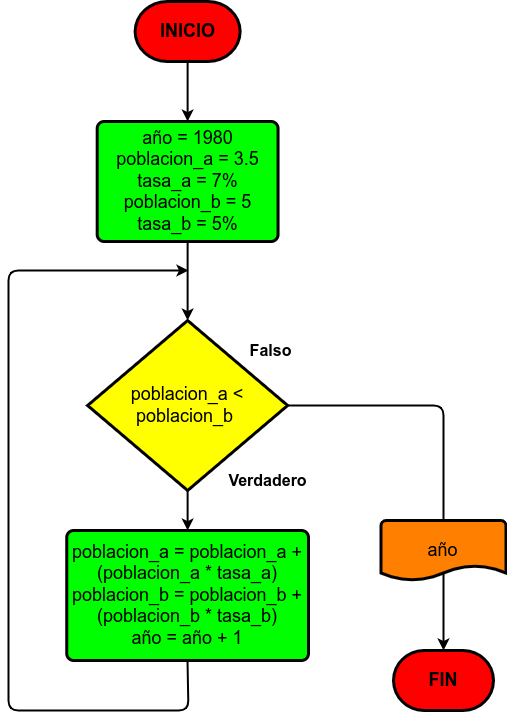 INICIO
año = 1980
poblacion_a = 3.5
tasa_a = 7%
poblacion_b = 5
tasa_b = 5%
Falso
poblacion_a <
poblacion_b
Verdadero
poblacion_a = poblacion_a +
(poblacion_a * tasa_a)
poblacion_b = poblacion_b +
(poblacion_b * tasa_b)
año = año + 1
año
FIN